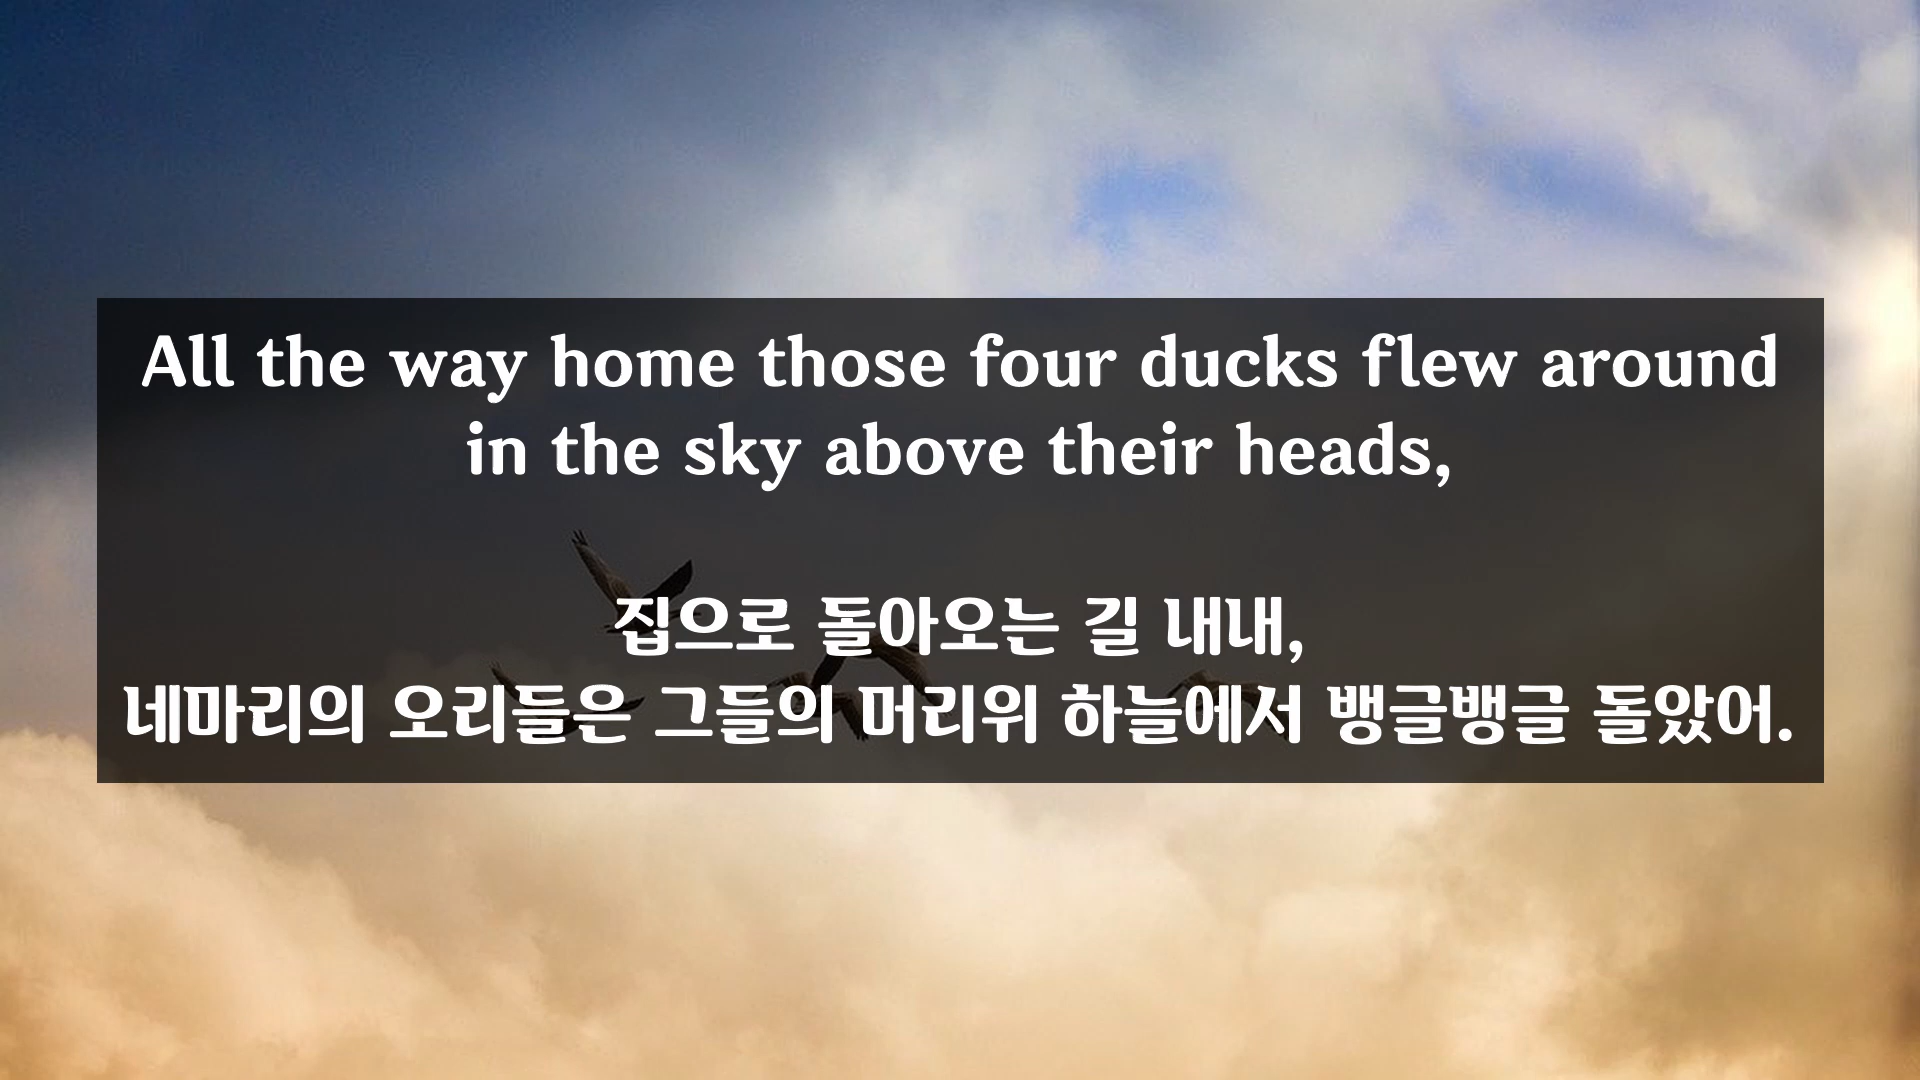 All the way home those four ducks flew around
in the sky above their heads,
집으로 돌아오는 길 내내,
네마리의 오리들은 그들의 머리위 하늘에서 뱅글뱅글 돌았어.